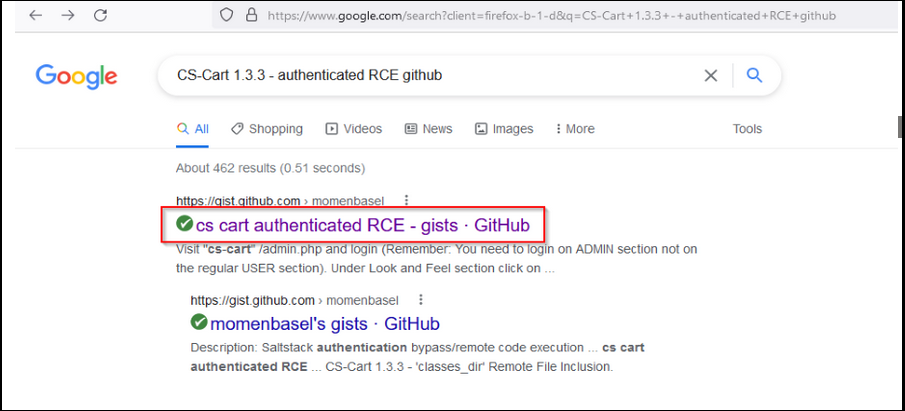 https://www.google.com/search?client=firefox-b-1-d&q=CS-Cart+1.3.3+-+authenticated+RCE+github
Google
CS-Cart 1.3.3 - authenticated RCE github
All Shopping Videos News Images More Tools
About 462 results (0.51 seconds)
https://gist.github.com › momenbasel
cs cart authenticated RCE - gists · GitHub
Visit "cs-cart" /admin.php and login (Remember: You need to login on ADMIN section not on
the regular USER section). Under Look and Feel section click on ...
https://gist.github.com › momenbasel
momenbasel's gists · GitHub
Description: Saltstack authentication bypass/remote code execution ... cs cart
authenticated RCE ... CS-Cart 1.3.3 - 'classes_dir' Remote File Inclusion.